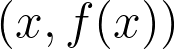 (x, f(x))